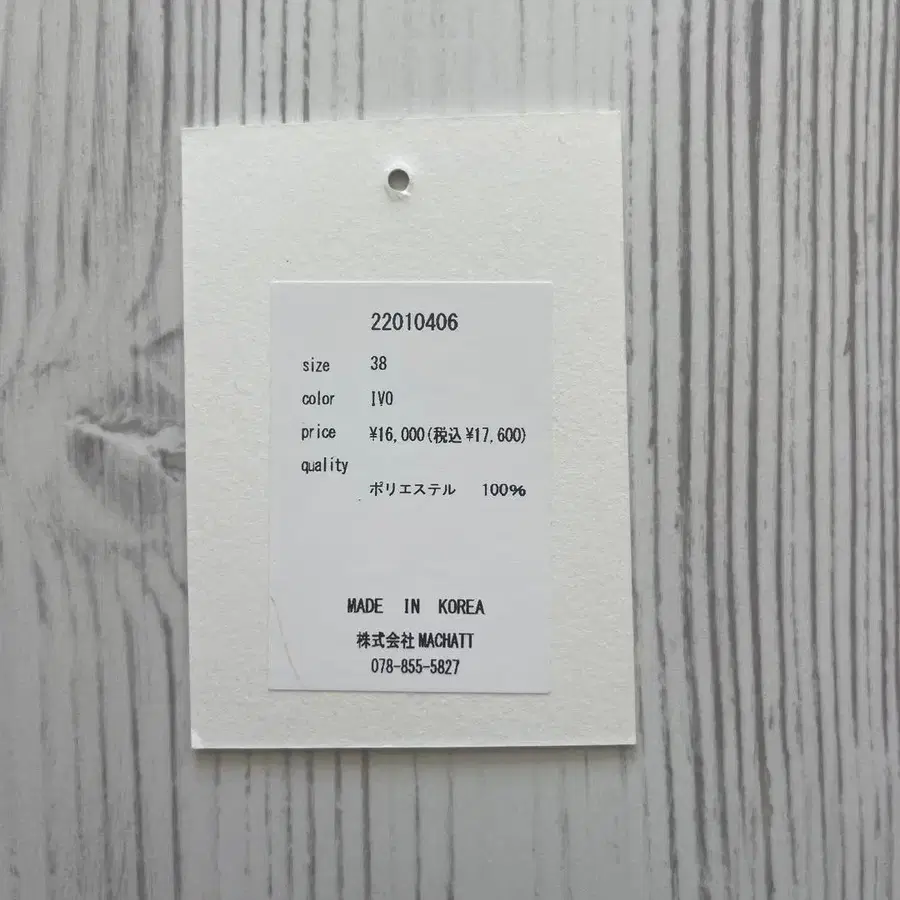 22010406
size 38
color IVO
price ¥16,000(税込¥17,600)
quality
ポリエステル 100%
MADE IN KOREA
株式会社MACHATT
078-855-5827